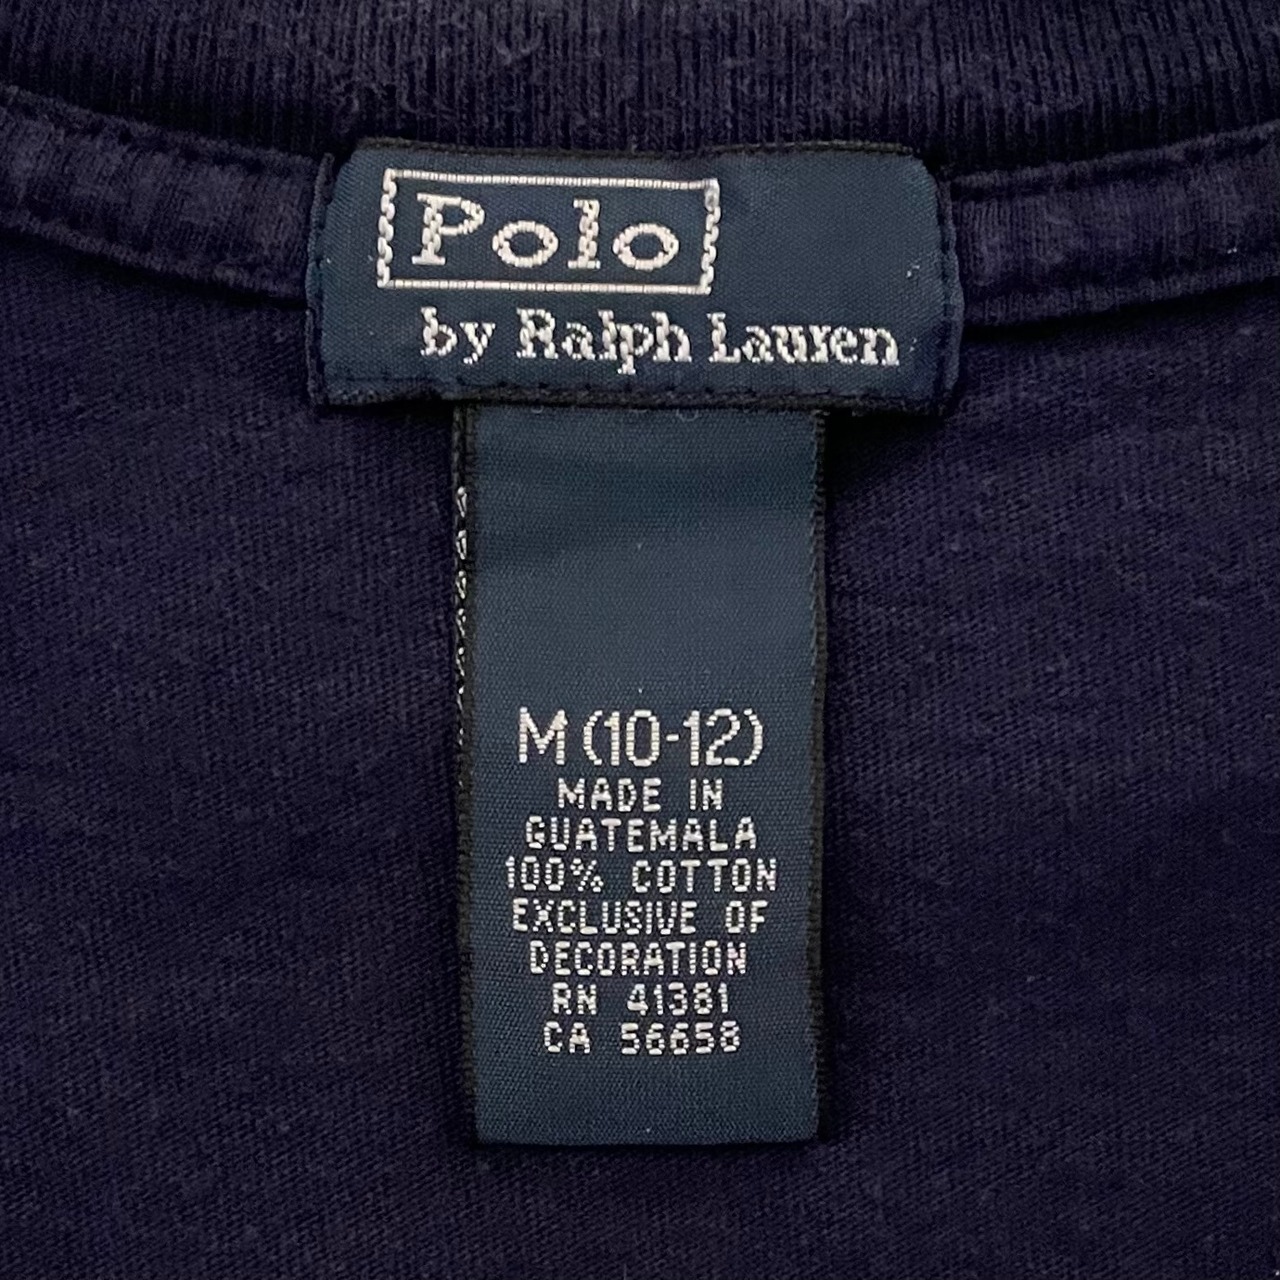 Polo
by Ralph Lauren
M (10-12)
MADE IN
GUATEMALA
100% COTTON
EXCLUSIVE OF
DECORATION
RN 41381
CA 56658